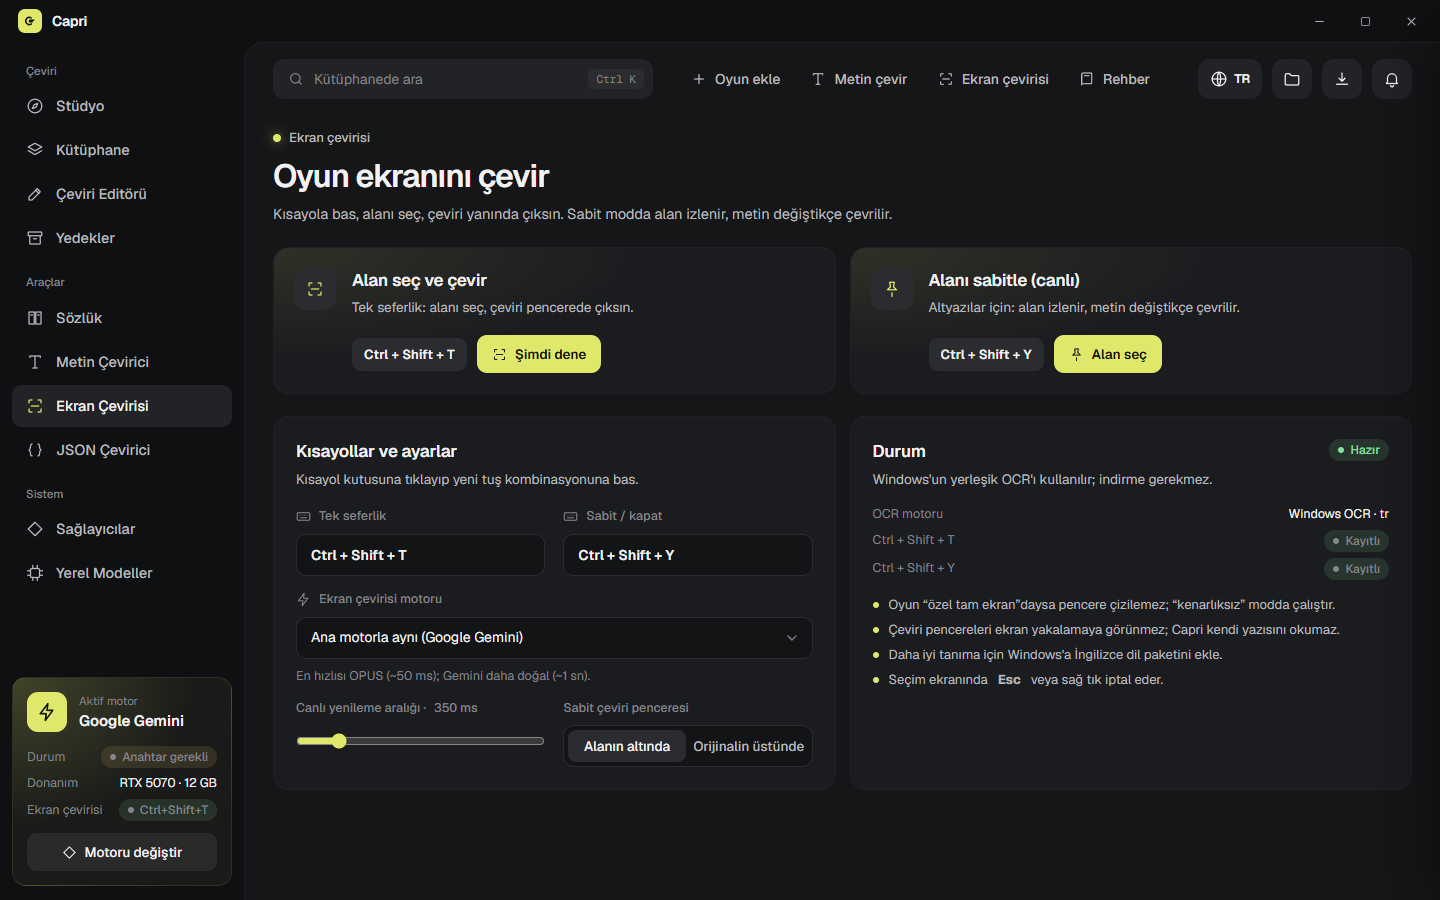 Capri
Çeviri
Stüdyo
Kütüphane
Çeviri Editörü
Yedekler
Araçlar
Sözlük
Metin Çevirici
Ekran Çevirisi
JSON Çevirici
Sistem
Sağlayıcılar
Yerel Modeller
Aktif motor
Google Gemini
Durum Anahtar gerekli
Donanım RTX 5070 · 12 GB
Ekran çevirisi Ctrl+Shift+T
Motoru değiştir
Kütüphanede ara Ctrl K
Oyun ekle Metin çevir Ekran çevirisi Rehber TR
Ekran çevirisi
Oyun ekranını çevir
Kısayola bas, alanı seç, çeviri yanında çıksın. Sabit modda alan izlenir, metin değiştikçe çevrilir.
Alan seç ve çevir
Tek seferlik: alanı seç, çeviri pencerede çıksın.
Ctrl + Shift + T Şimdi dene
Alanı sabitle (canlı)
Altyazılar için: alan izlenir, metin değiştikçe çevrilir.
Ctrl + Shift + Y Alan seç
Kısayollar ve ayarlar
Kısayol kutusuna tıklayıp yeni tuş kombinasyonuna bas.
Tek seferlik Sabit / kapat
Ctrl + Shift + T Ctrl + Shift + Y
Ekran çevirisi motoru
Ana motorla aynı (Google Gemini)
En hızlısı OPUS (~50 ms); Gemini daha doğal (~1 sn).
Canlı yenileme aralığı · 350 ms Sabit çeviri penceresi
Alanın altında Orijinalin üstünde
Durum Hazır
Windows'un yerleşik OCR'ı kullanılır; indirme gerekmez.
OCR motoru Windows OCR · tr
Ctrl + Shift + T Kayıtlı
Ctrl + Shift + Y Kayıtlı
Oyun “özel tam ekran”daysa pencere çizilemez; “kenarlıksız” modda çalıştır.
Çeviri pencereleri ekran yakalamaya görünmez; Capri kendi yazısını okumaz.
Daha iyi tanıma için Windows'a İngilizce dil paketini ekle.
Seçim ekranında Esc veya sağ tık iptal eder.